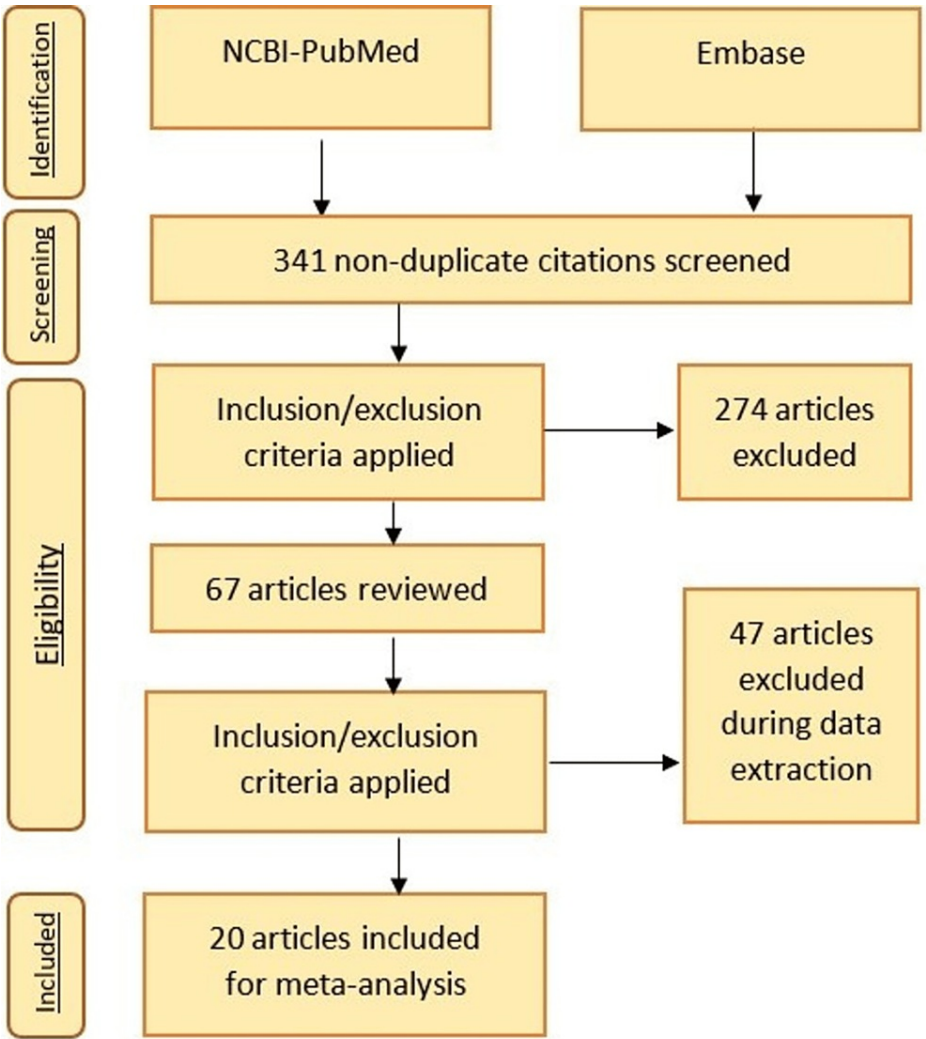 Identification
NCBI-PubMed
Embase
Screening
341 non-duplicate citations screened
Eligibility
Inclusion/exclusion
criteria applied
274 articles
excluded
67 articles reviewed
Inclusion/exclusion
criteria applied
47 articles
excluded
during data
extraction
Included
20 articles included
for meta-analysis